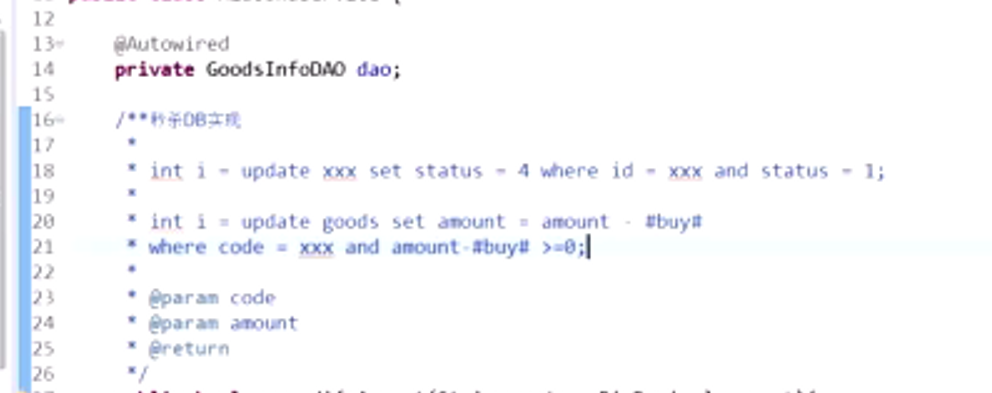 12
13 @Autowired
14 private GoodsInfoDAO dao;
15
16 /**秒杀DB实现
17 *
18 * int i = update xxx set status = 4 where id = xxx and status = 1;
19 *
20 * int i = update goods set amount = amount - #buy#
21 * where code = xxx and amount-#buy# >=0;
22 *
23 * @param code
24 * @param amount
25 * @return
26 */